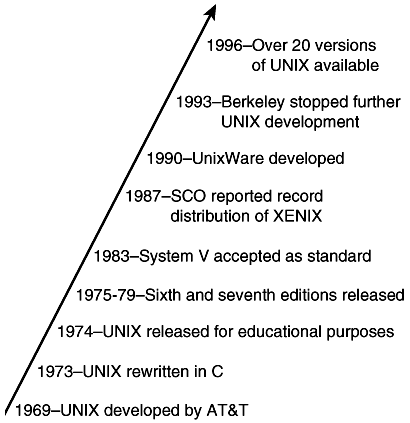 1996–Over 20 versions
of UNIX available
1993–Berkeley stopped further
UNIX development
1990–UnixWare developed
1987–SCO reported record
distribution of XENIX
1983–System V accepted as standard
1975-79–Sixth and seventh editions released
1974–UNIX released for educational purposes
1973–UNIX rewritten in C
1969–UNIX developed by AT&T